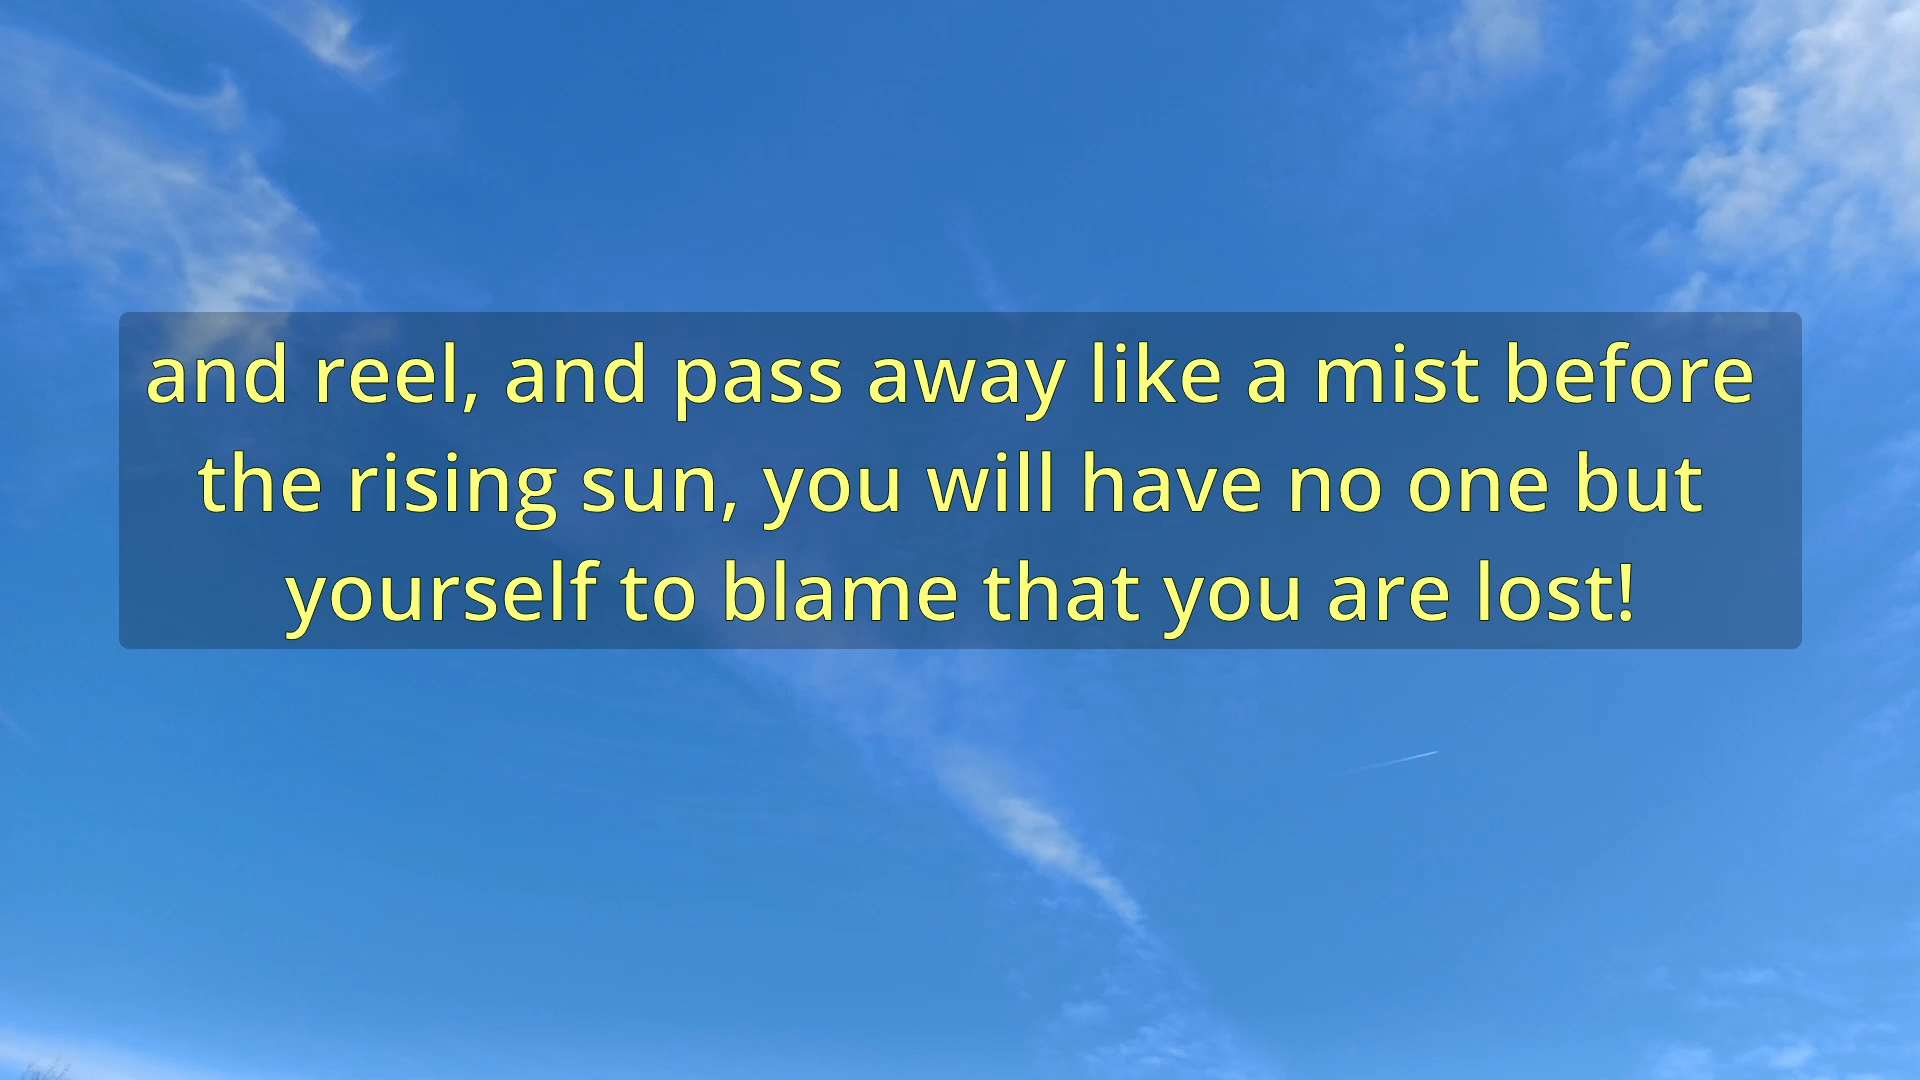 and reel, and pass away like a mist before
the rising sun, you will have no one but
yourself to blame that you are lost!